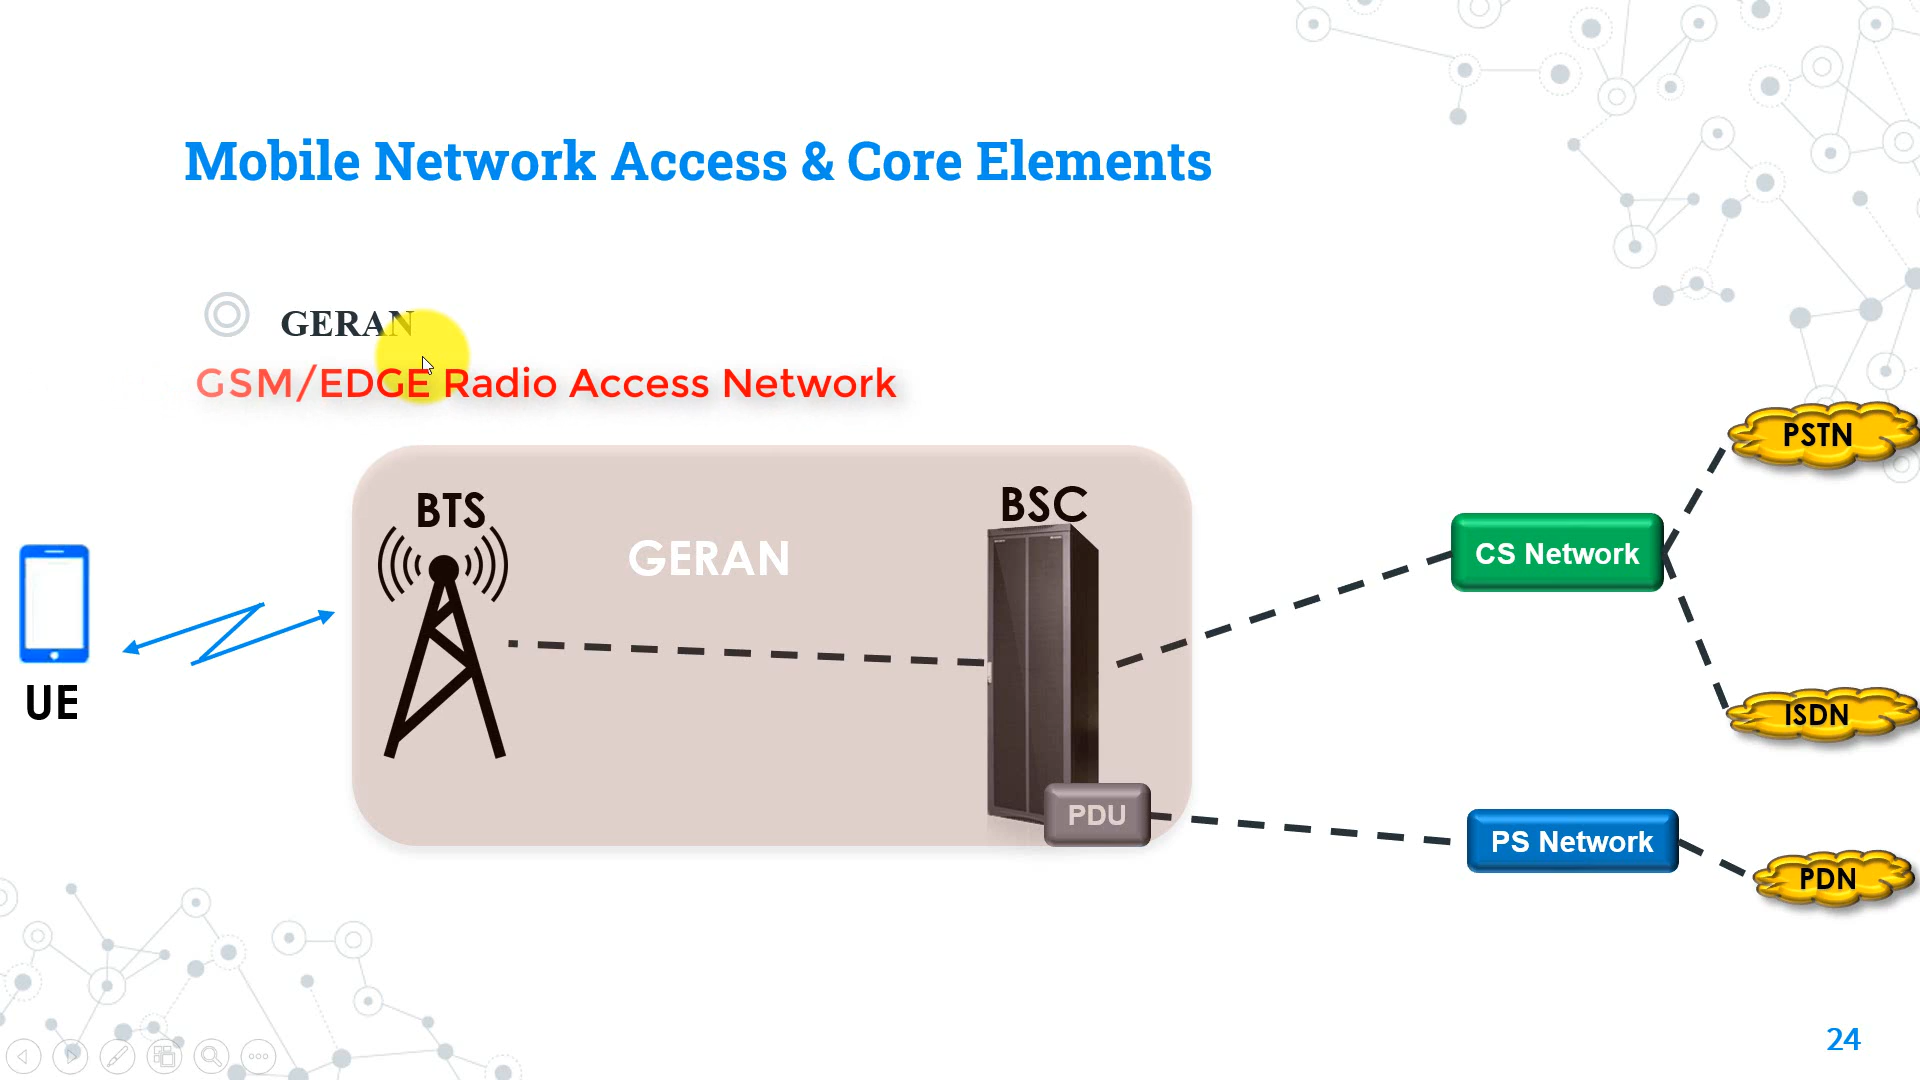 Mobile Network Access & Core Elements
GERAN
GSM/EDGE Radio Access Network
BTS
GERAN
BSC
UE
PDU
CS Network
PS Network
PSTN
ISDN
PDN
24